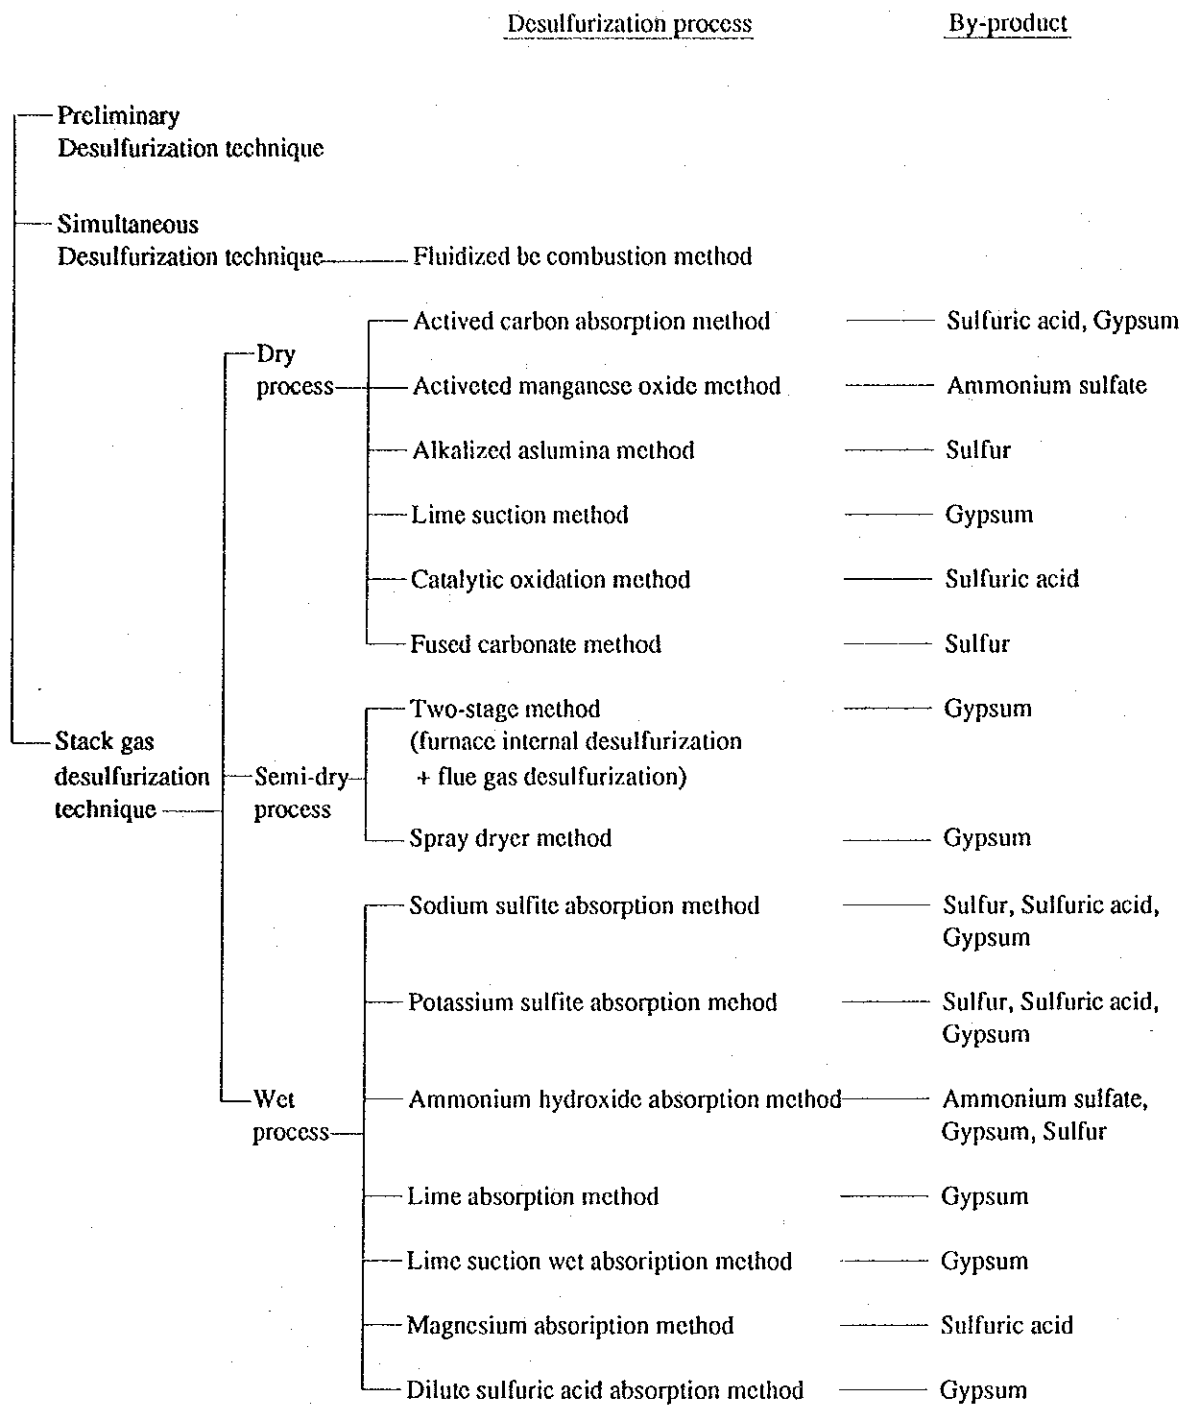 Desulfurization process By-product
Preliminary
Desulfurization technique
Simultaneous
Desulfurization technique Fluidized be combustion method
Actived carbon absorption method Sulfuric acid, Gypsum
Dry
process Activeted manganese oxide method Ammonium sulfate
Alkalized aslumina method Sulfur
Lime suction method Gypsum
Catalytic oxidation method Sulfuric acid
Fused carbonate method Sulfur
Two-stage method Gypsum
Stack gas (furnace internal desulfurization
desulfurization Semi-dry + flue gas desulfurization)
technique process
Spray dryer method Gypsum
Sodium sulfite absorption method Sulfur, Sulfuric acid,
Gypsum
Potassium sulfite absorption mehod Sulfur, Sulfuric acid,
Gypsum
Wet Ammonium hydroxide absorption method Ammonium sulfate,
process Gypsum, Sulfur
Lime absorption method Gypsum
Lime suction wet absoription method Gypsum
Magnesium absoription method Sulfuric acid
Dilute sulfuric acid absorption method Gypsum